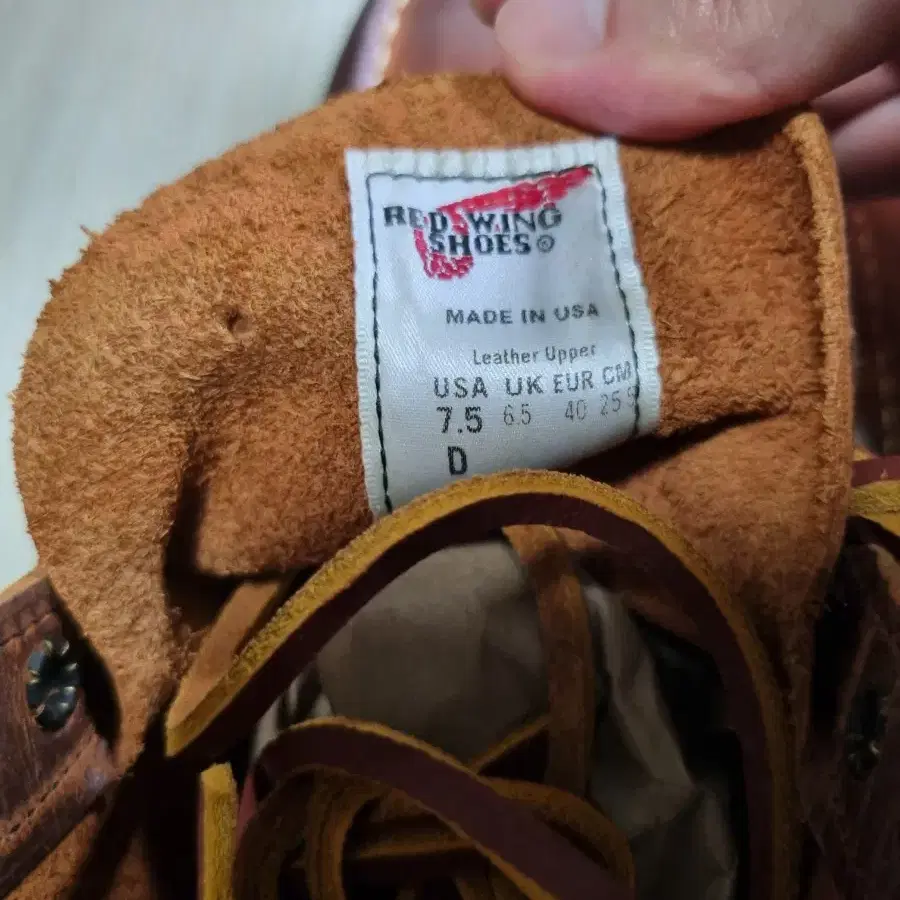 RED WING
SHOES®
MADE IN USA
Leather Upper
USA UK EUR CM
7.5 6.5 40 25.5
D